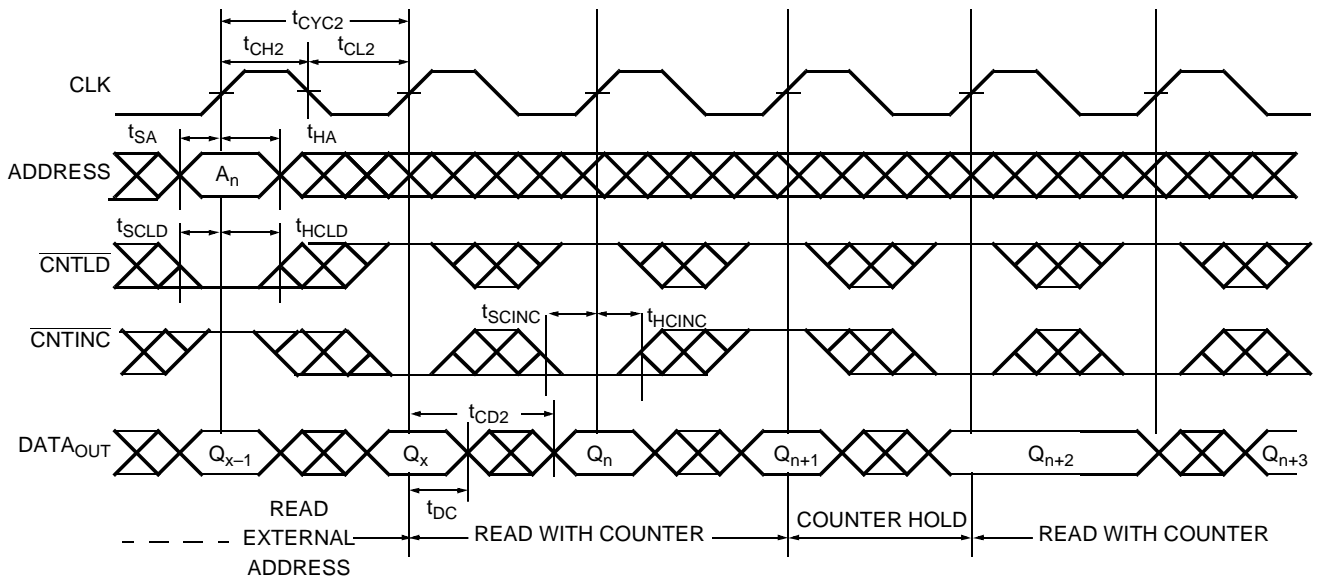 tCYC2
tCH2 tCL2
CLK
tSA tHA
ADDRESS An
tSCLD tHCLD
CNTLD
tSCINC tHCINC
CNTINC
tCD2
DATAOUT Qx–1 Qx Qn Qn+1 Qn+2 Qn+3
tDC
READ EXTERNAL ADDRESS
READ WITH COUNTER
COUNTER HOLD
READ WITH COUNTER